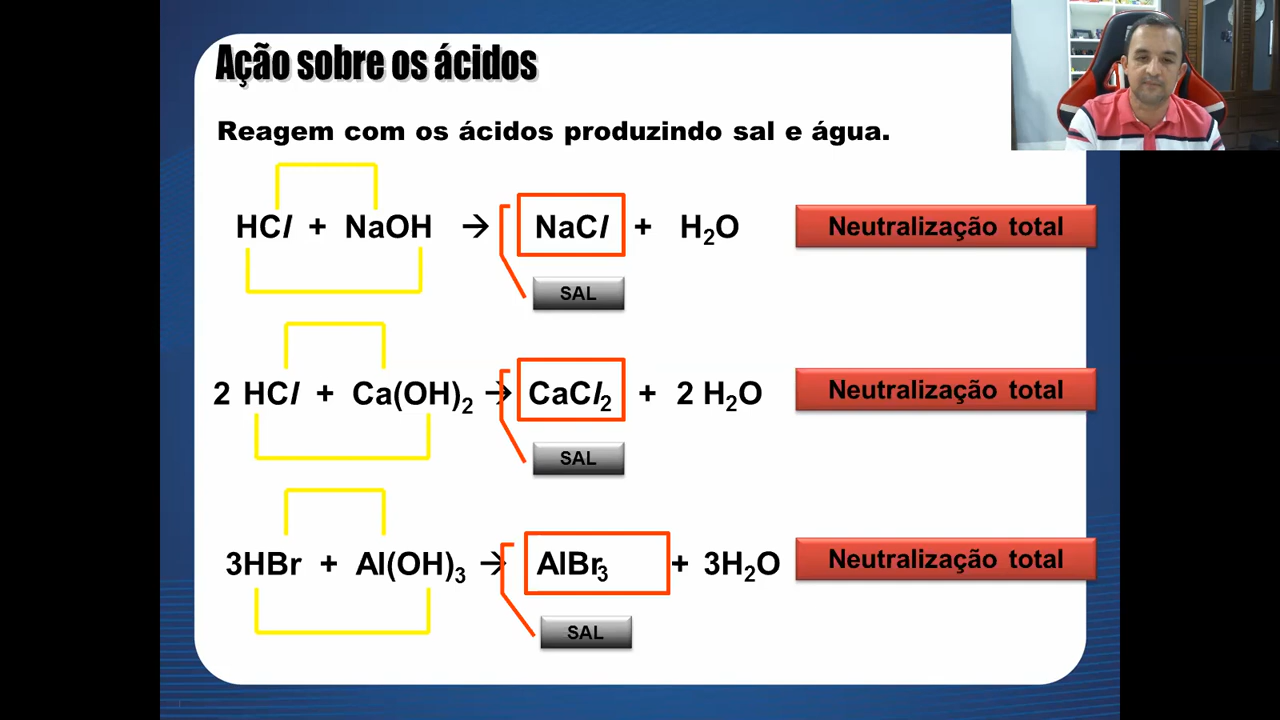 Ação sobre os ácidos
Reagem com os ácidos produzindo sal e água.
HCl + NaOH → NaCl + H₂O Neutralização total
SAL
2 HCl + Ca(OH)₂ → CaCl₂ + 2 H₂O Neutralização total
SAL
3HBr + Al(OH)₃ → AlBr₃ + 3H₂O Neutralização total
SAL